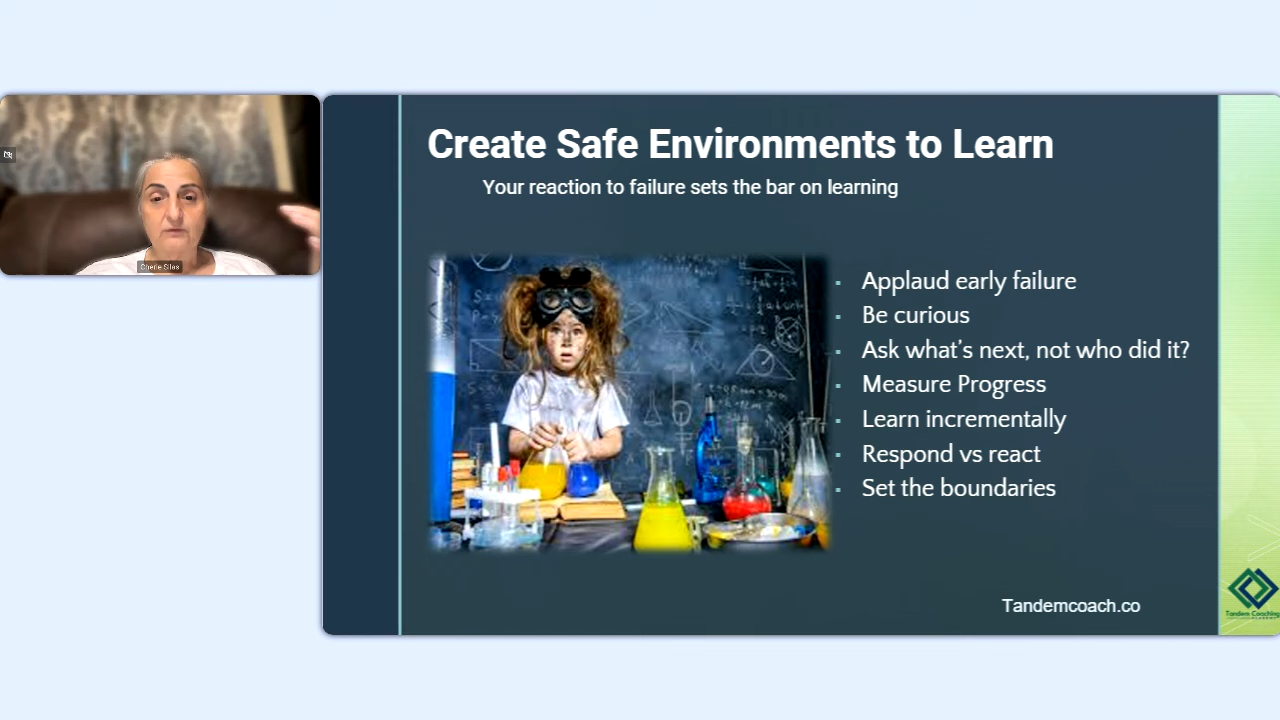 Cherie Silas
Create Safe Environments to Learn
Your reaction to failure sets the bar on learning
Applaud early failure
Be curious
Ask what's next, not who did it?
Measure Progress
Learn incrementally
Respond vs react
Set the boundaries
Tandemcoach.co
Tandem Coaching